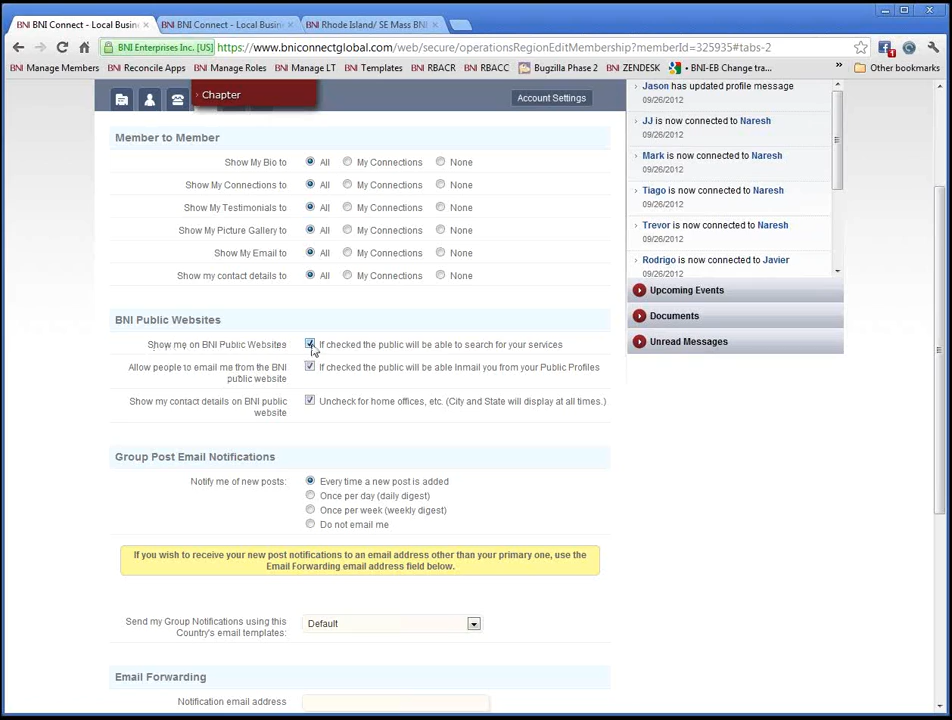 BNI Connect - Local Busin
BNI Connect - Local Busin
Rhode Island/ SE Mass BNI
BNI Enterprises Inc. [US]
https://www.bniconnectglobal.com/web/secure/operationsRegionEditMembership?memberId=325935#tabs-2
BNI Manage Members
BNI Reconcile Apps
BNI Manage Roles
BNI Manage LT
BNI Templates
BNI RBACR
BNI RBACC
Bugzilla Phase 2
BNI ZENDESK
• BNI-EB Change tra...
»
Other bookmarks
Chapter
Account Settings
Jason has updated profile message
09/26/2012
JJ is now connected to Naresh
09/26/2012
Mark is now connected to Naresh
09/26/2012
Tiago is now connected to Naresh
09/26/2012
Trevor is now connected to Naresh
09/26/2012
Rodrigo is now connected to Javier
09/26/2012
Upcoming Events
Documents
Unread Messages
Member to Member
Show My Bio to All My Connections None
Show My Connections to All My Connections None
Show My Testimonials to All My Connections None
Show My Picture Gallery to All My Connections None
Show My Email to All My Connections None
Show my contact details to All My Connections None
BNI Public Websites
Show me on BNI Public Websites If checked the public will be able to search for your services
Allow people to email me from the BNI If checked the public will be able Inmail you from your Public Profiles
public website
Show my contact details on BNI public Uncheck for home offices, etc. (City and State will display at all times.)
website
Group Post Email Notifications
Notify me of new posts: Every time a new post is added
Once per day (daily digest)
Once per week (weekly digest)
Do not email me
If you wish to receive your new post notifications to an email address other than your primary one, use the
Email Forwarding email address field below.
Send my Group Notifications using this Default
Country's email templates:
Email Forwarding
Notification email address